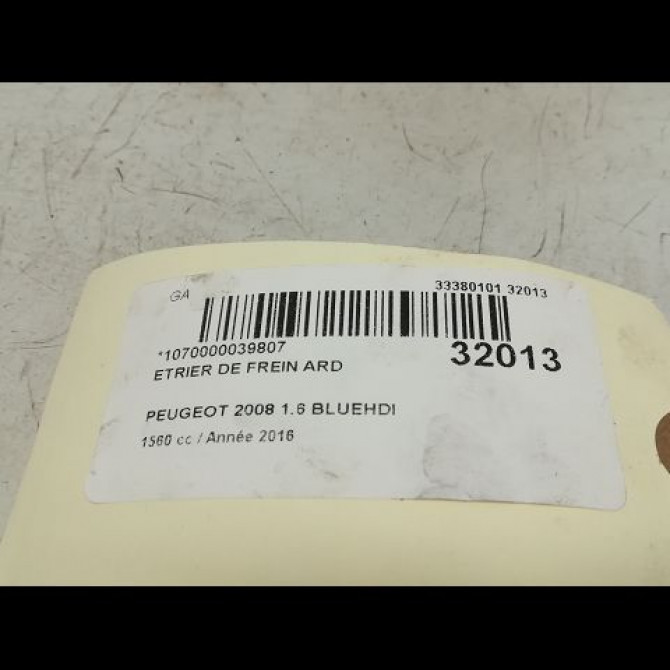 GA
33380101 32013
*1070000039807
32013
ETRIER DE FREIN ARD
PEUGEOT 2008 1.6 BLUEHDI
1560 cc / Année 2016